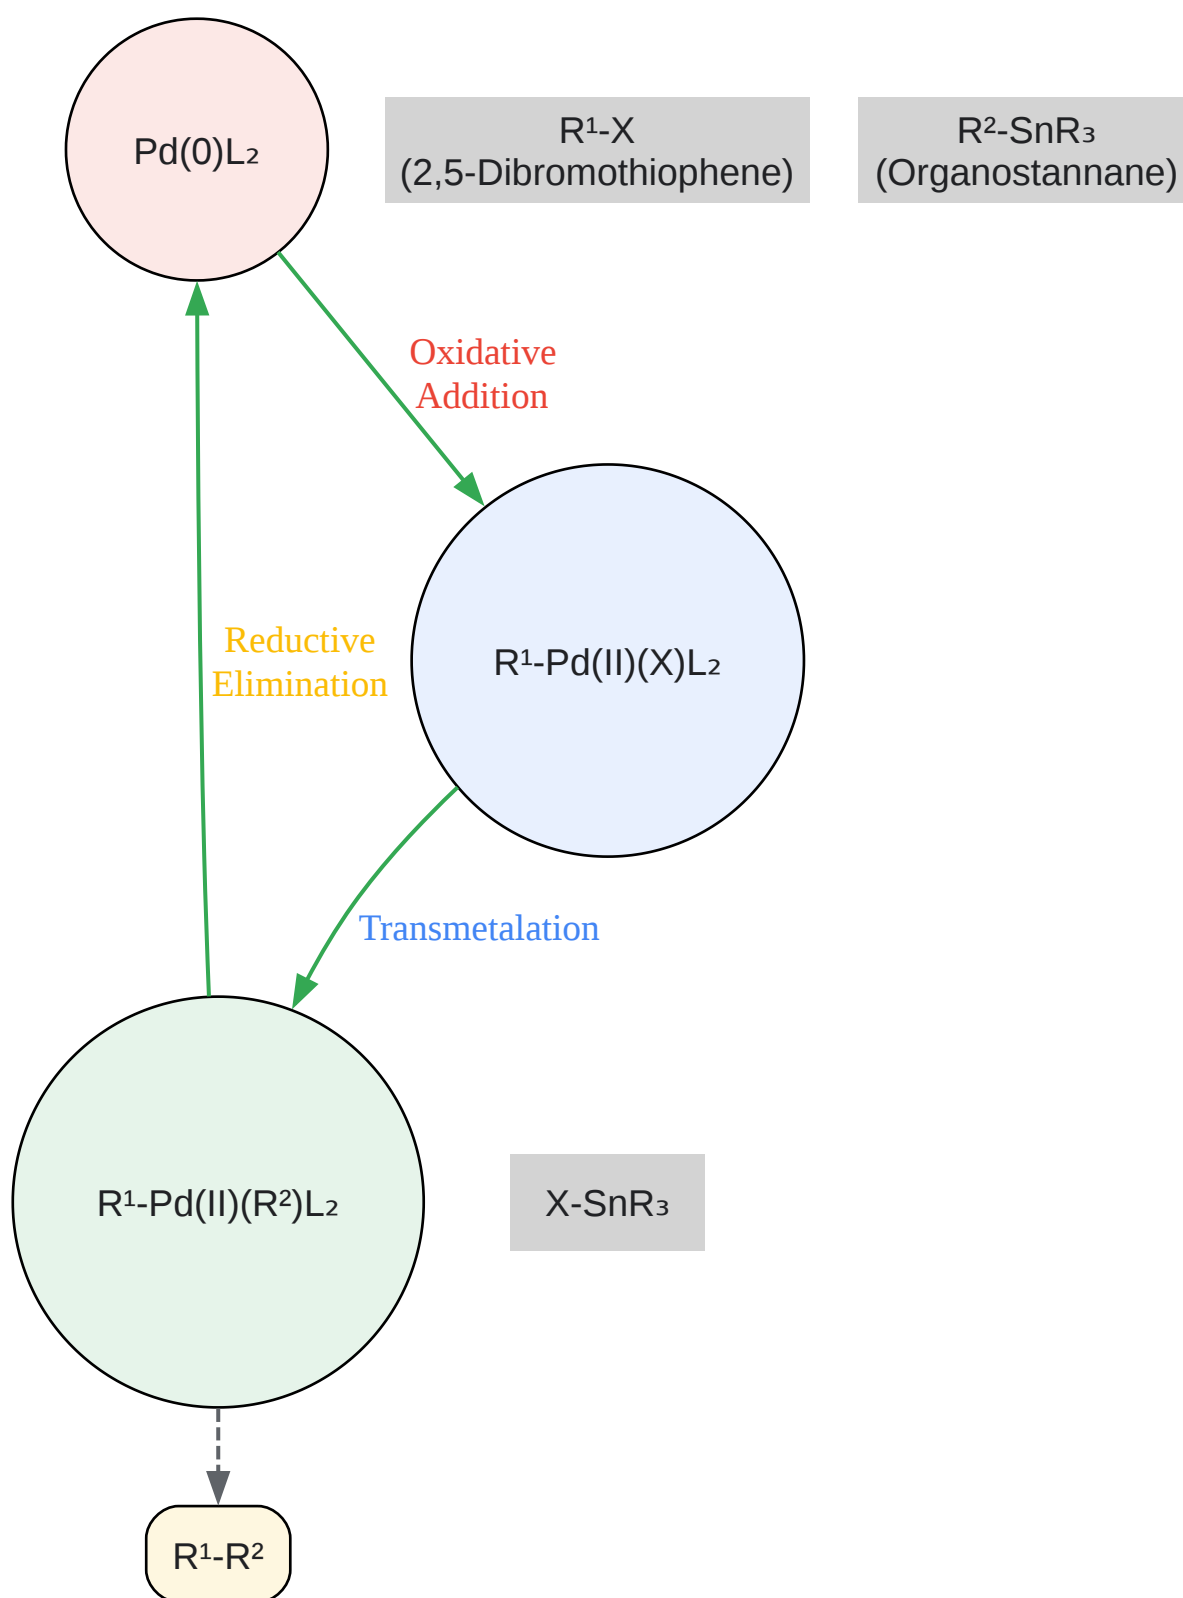 Pd(0)L₂
R¹-X
(2,5-Dibromothiophene)
R²-SnR₃
(Organostannane)
Oxidative
Addition
Reductive
Elimination
R¹-Pd(II)(X)L₂
Transmetalation
R¹-Pd(II)(R²)L₂
X-SnR₃
R¹-R²